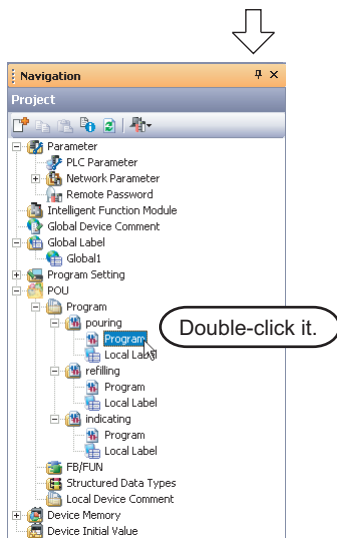 Navigation
Project
Parameter
PLC Parameter
Network Parameter
Remote Password
Intelligent Function Module
Global Device Comment
Global Label
Global1
Program Setting
POU
Program
pouring
Program
Double-click it.
Local Label
refilling
Program
Local Label
indicating
Program
Local Label
FB/FUN
Structured Data Types
Local Device Comment
Device Memory
Device Initial Value